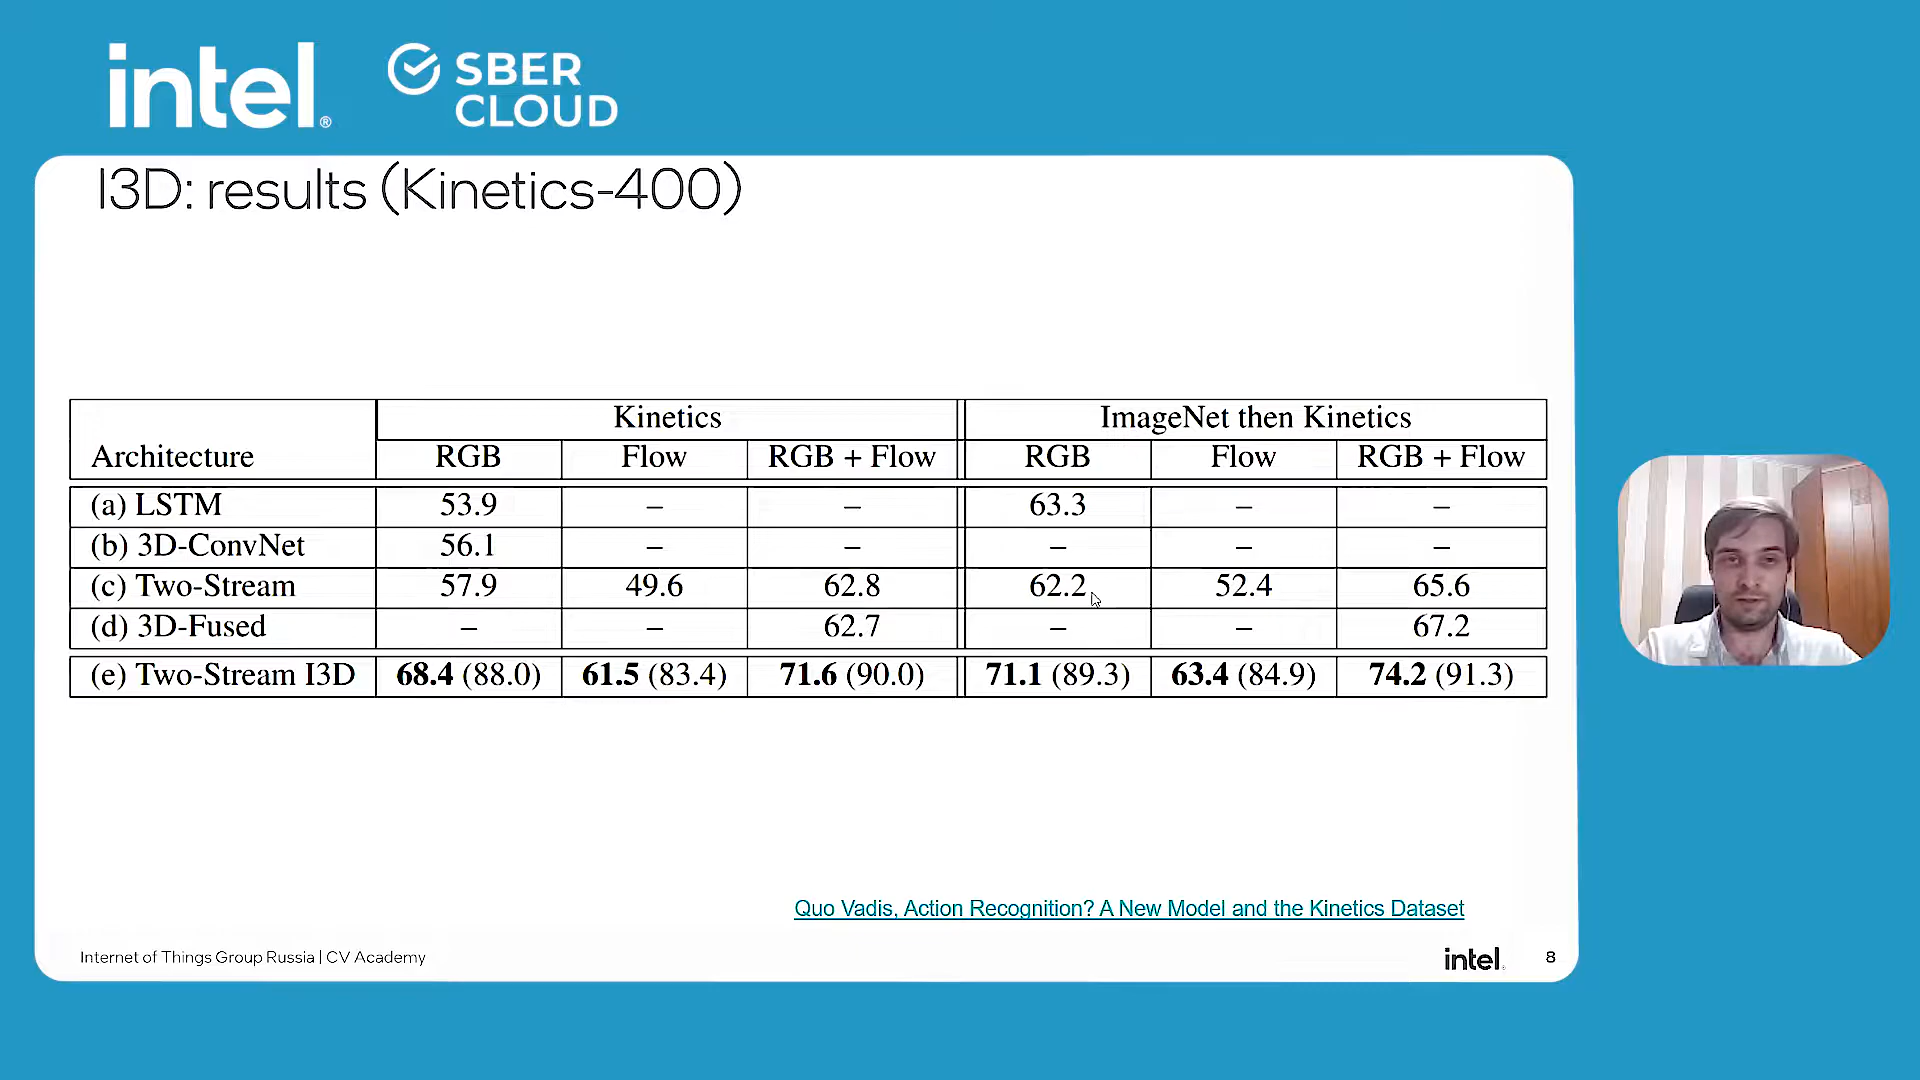 intel®
SBER
CLOUD
I3D: results (Kinetics-400)
Kinetics ImageNet then Kinetics
Architecture RGB Flow RGB + Flow RGB Flow RGB + Flow
(a) LSTM 53.9 – – 63.3 – –
(b) 3D-ConvNet 56.1 – – – – –
(c) Two-Stream 57.9 49.6 62.8 62.2 52.4 65.6
(d) 3D-Fused – – 62.7 – – 67.2
(e) Two-Stream I3D 68.4 (88.0) 61.5 (83.4) 71.6 (90.0) 71.1 (89.3) 63.4 (84.9) 74.2 (91.3)
Quo Vadis, Action Recognition? A New Model and the Kinetics Dataset
Internet of Things Group Russia | CV Academy intel 8